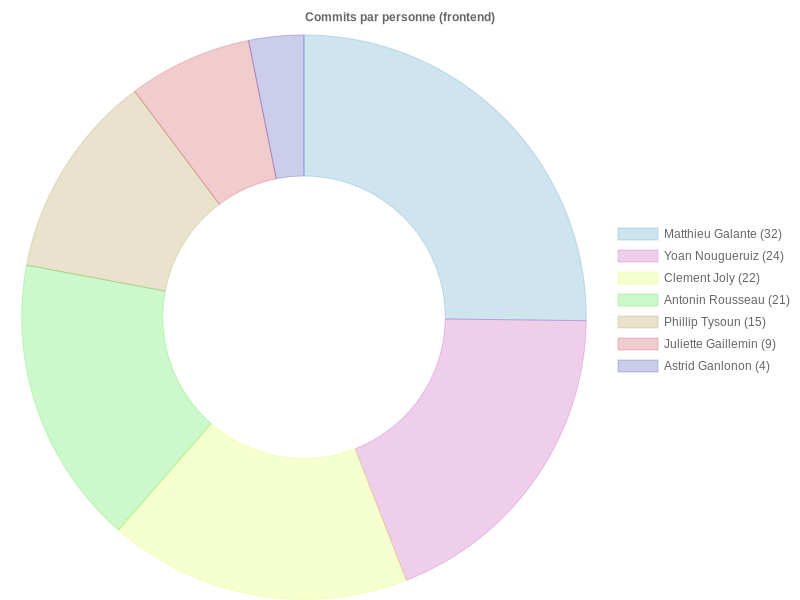 Commits par personne (frontend)
Matthieu Galante (32)
Yoan Nougueruiz (24)
Clement Joly (22)
Antonin Rousseau (21)
Phillip Tysoun (15)
Juliette Gaillemin (9)
Astrid Ganlonon (4)